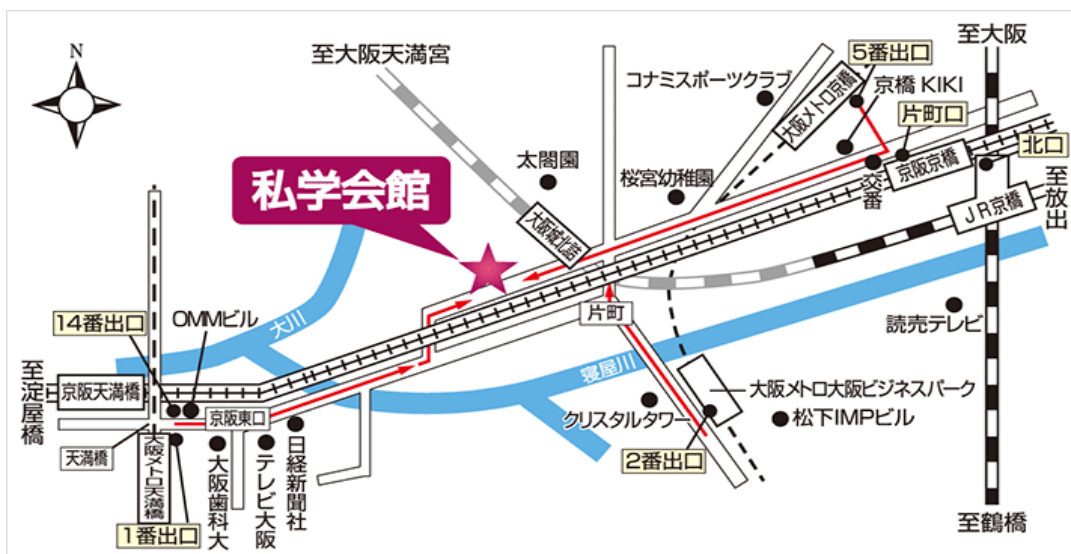 N
至大阪天満宮
コナミスポーツクラブ
大阪メトロ京橋
5番出口
京橋 KIKI
片町口
至大阪
北口
京阪京橋
交番
至放出
JR京橋
太閤園
桜宮幼稚園
私学会館
大阪城北詰
片町
読売テレビ
大川
寝屋川
14番出口
OMMビル
至淀屋橋
京阪天満橋
京阪東口
天満橋
大阪メトロ天満橋
1番出口
大阪歯科大
テレビ大阪
日経新聞社
クリスタルタワー
大阪メトロ大阪ビジネスパーク
松下IMPビル
2番出口
至鶴橋